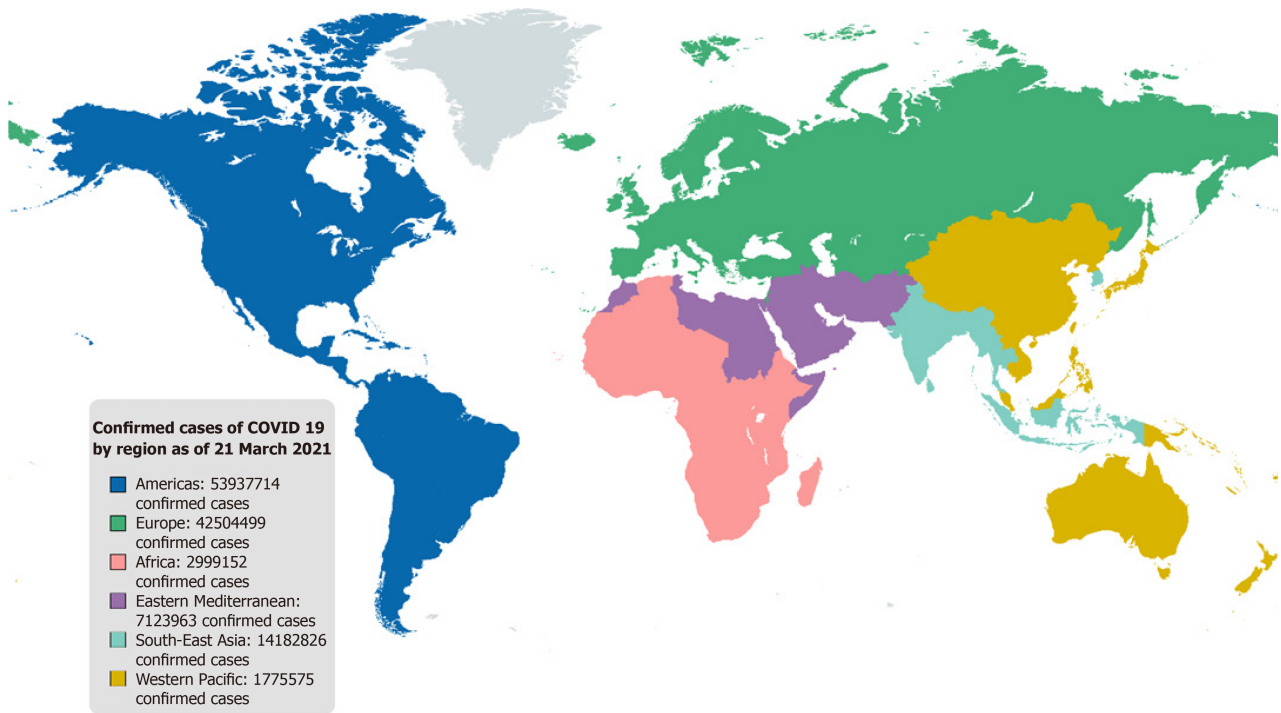 Confirmed cases of COVID 19
by region as of 21 March 2021
Americas: 53937714
confirmed cases
Europe: 42504499
confirmed cases
Africa: 2999152
confirmed cases
Eastern Mediterranean:
7123963 confirmed cases
South-East Asia: 14182826
confirmed cases
Western Pacific: 1775575
confirmed cases